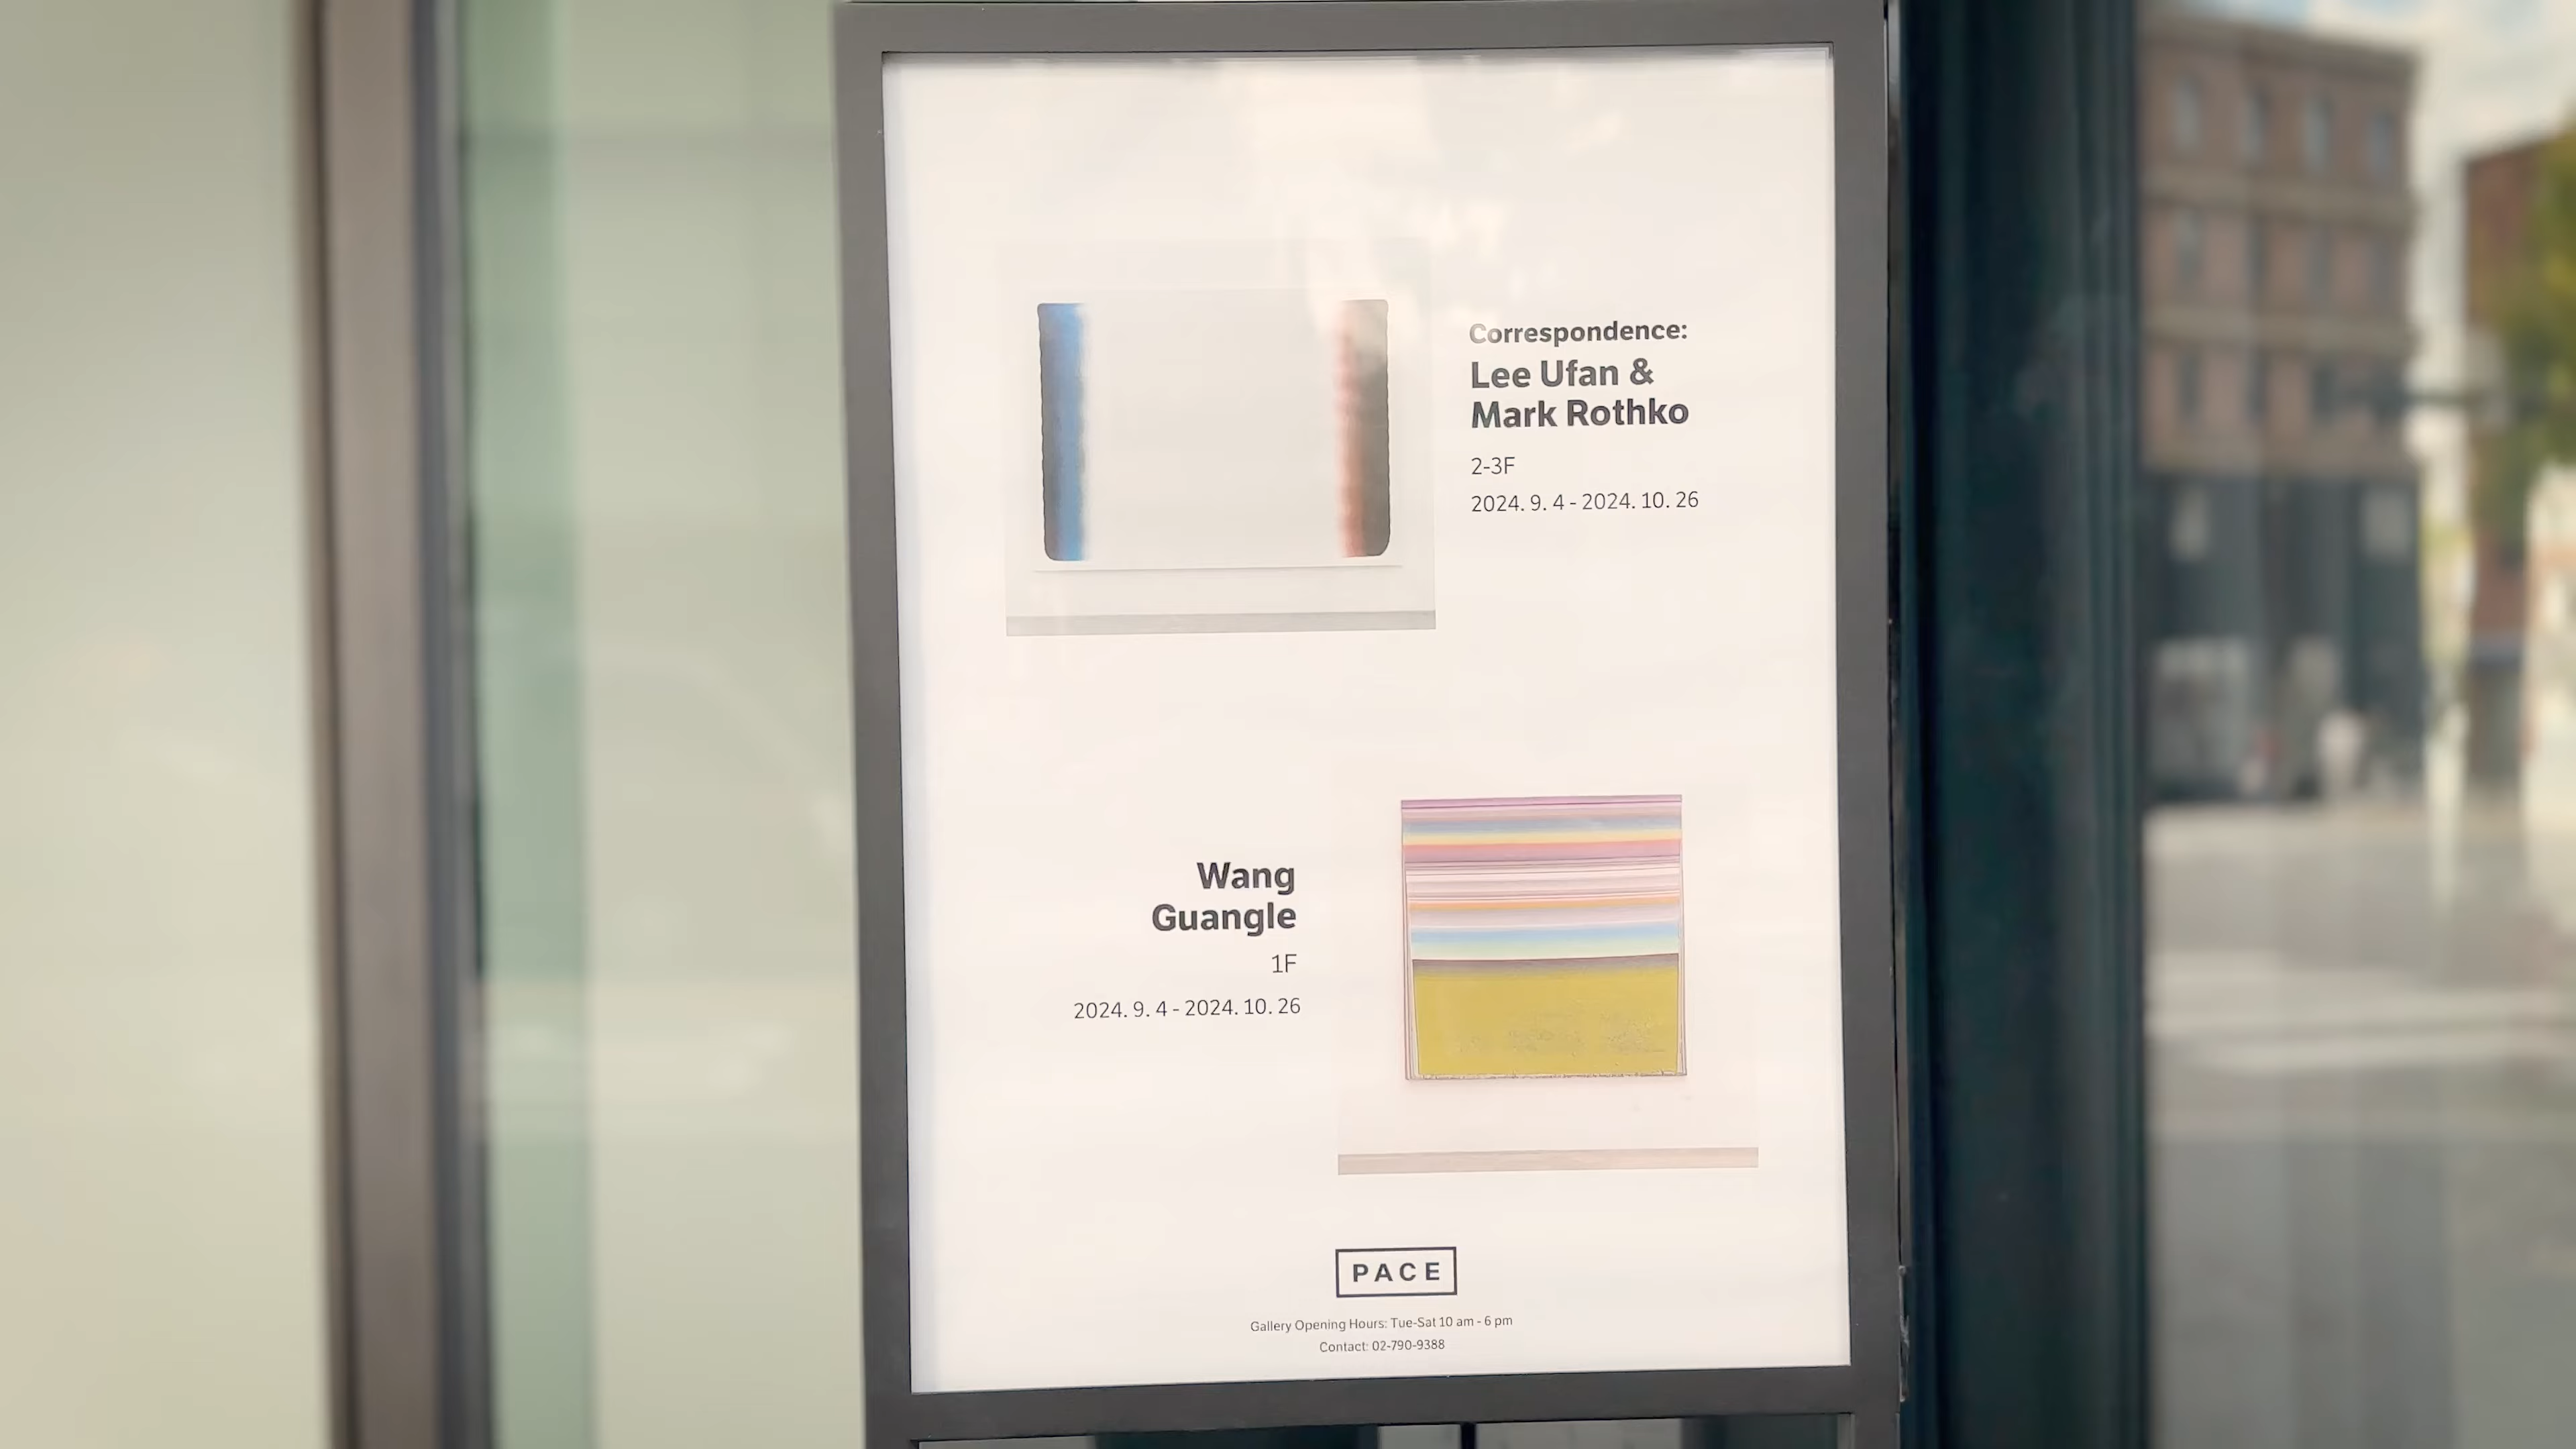 Correspondence:
Lee Ufan &
Mark Rothko
2-3F
2024. 9. 4 - 2024. 10. 26
Wang
Guangle
1F
2024. 9. 4 - 2024. 10. 26
PACE
Gallery Opening Hours: Tue-Sat 10 am - 6 pm
Contact: 02-790-9388